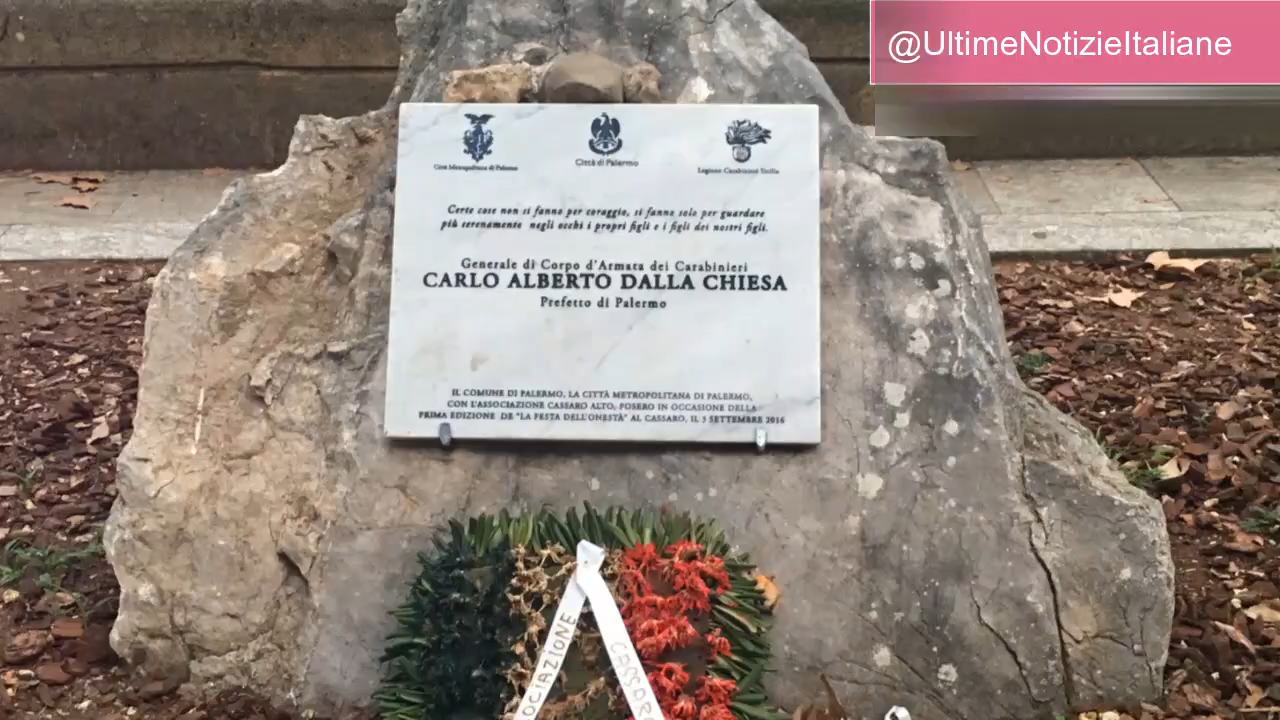 @UltimeNotizieItaliane
Città Metropolitana di Palermo
Città di Palermo
Legione Carabinieri Sicilia
Certe cose non si fanno per coraggio, si fanno solo per guardare
più serenamente negli occhi i propri figli e i figli dei nostri figli.
Generale di Corpo d'Armata dei Carabinieri
CARLO ALBERTO DALLA CHIESA
Prefetto di Palermo
IL COMUNE DI PALERMO, LA CITTÀ METROPOLITANA DI PALERMO,
CON L'ASSOCIAZIONE CASSARO ALTO, POSERO IN OCCASIONE DELLA
PRIMA EDIZIONE DE "LA FESTA DELL'ONESTÀ" AL CASSARO, IL 3 SETTEMBRE 2016
OCIAZIONE
CASSARO